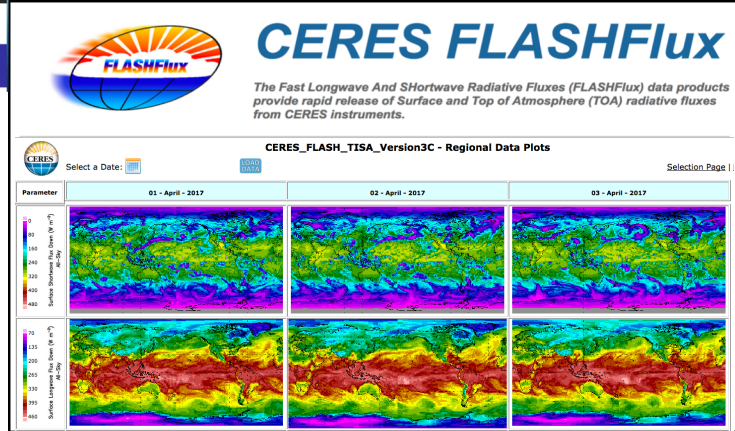 CERES FLASHFlux
FLASHFlux
The Fast Longwave And SHortwave Radiative Fluxes (FLASHFlux) data products
provide rapid release of Surface and Top of Atmosphere (TOA) radiative fluxes
from CERES instruments.
CERES
CERES_FLASH_TISA_Version3C - Regional Data Plots
Select a Date:
LOAD
DATA
Selection Page |
Parameter
01 - April - 2017
02 - April - 2017
03 - April - 2017
0
80
160
240
320
400
480
Surface Shortwave Flux Down (W m⁻²)
All-Sky
70
135
200
265
330
395
460
Surface Longwave Flux Down (W m⁻²)
All-Sky